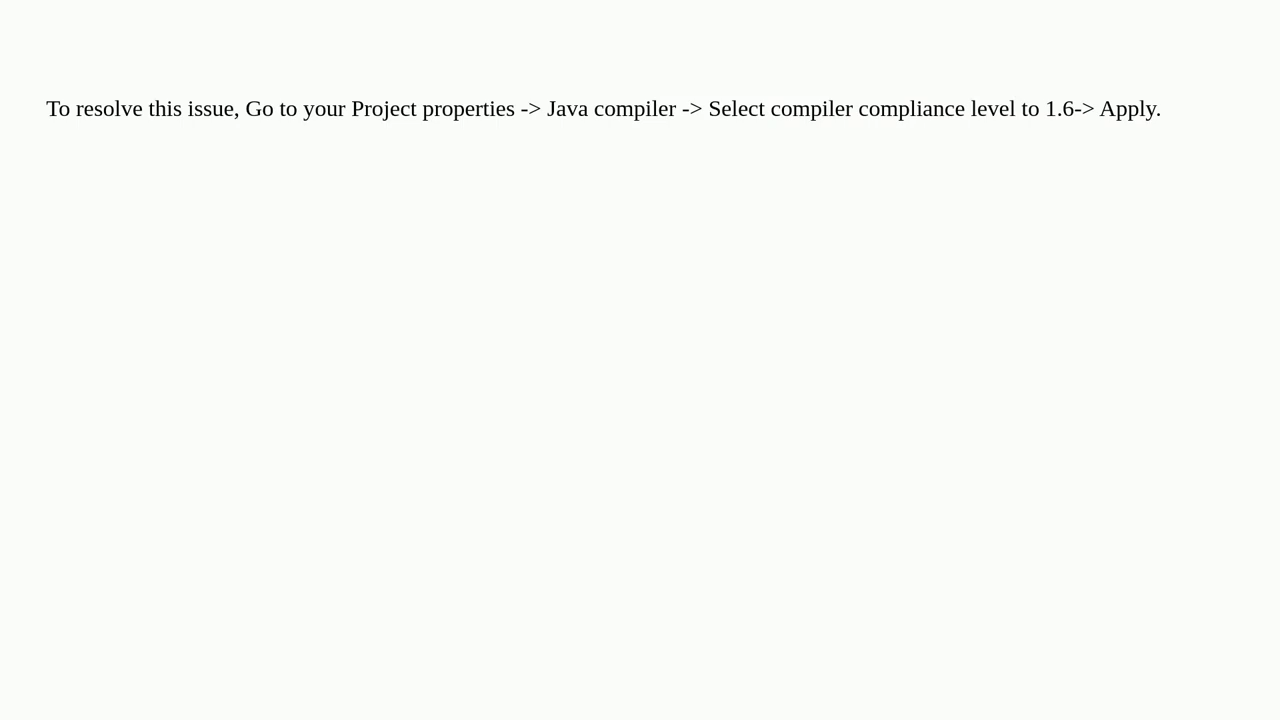 To resolve this issue, Go to your Project properties -> Java compiler -> Select compiler compliance level to 1.6-> Apply.